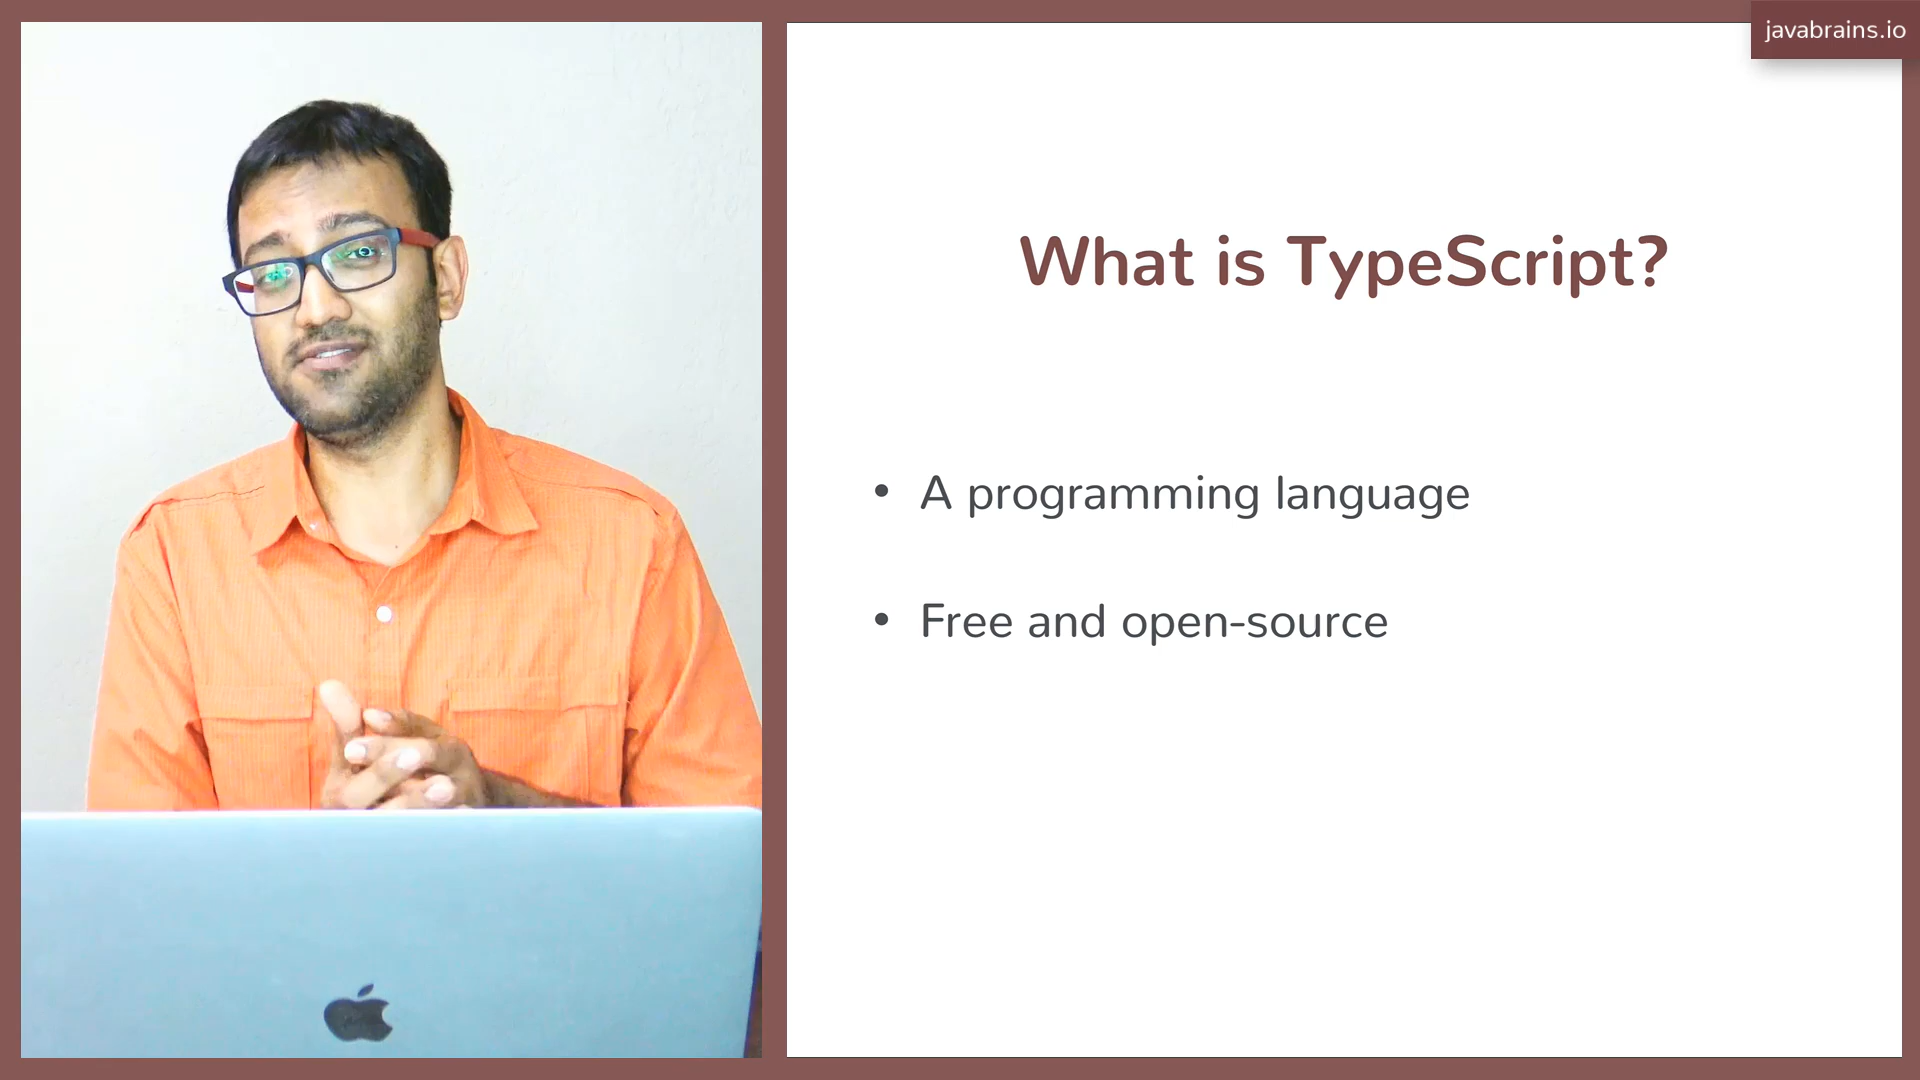 javabrains.io
What is TypeScript?
• A programming language
• Free and open-source